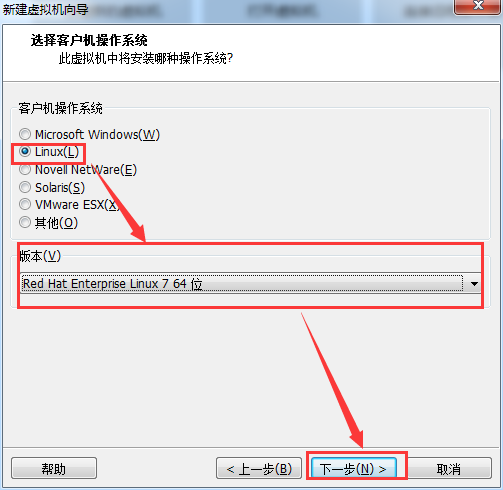 新建虚拟机向导
选择客户机操作系统
此虚拟机中将安装哪种操作系统?
客户机操作系统
Microsoft Windows(W)
Linux(L)
Novell NetWare(E)
Solaris(S)
VMware ESX(X)
其他(O)
版本(V)
Red Hat Enterprise Linux 7 64 位
帮助
< 上一步(B)
下一步(N) >
取消